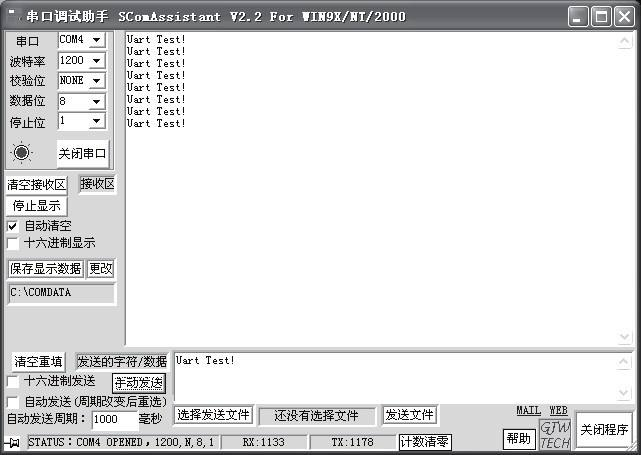 串口调试助手 SComAssistant V2.2 For WIN9X/NT/2000
串口 COM4
波特率 1200
校验位 NONE
数据位 8
停止位 1
关闭串口
清空接收区 接收区
停止显示
自动清空
十六进制显示
保存显示数据 更改
C:\COMDATA
Uart Test!
Uart Test!
Uart Test!
Uart Test!
Uart Test!
Uart Test!
Uart Test!
Uart Test!
清空重填 发送的字符/数据
Uart Test!
十六进制发送 手动发送
自动发送(周期改变后重选)
自动发送周期: 1000 毫秒
选择发送文件 还没有选择文件 发送文件
MAIL WEB
STATUS:COM4 OPENED,1200,N,8,1 RX:1133 TX:1178 计数清零
帮助
GJW TECH
关闭程序